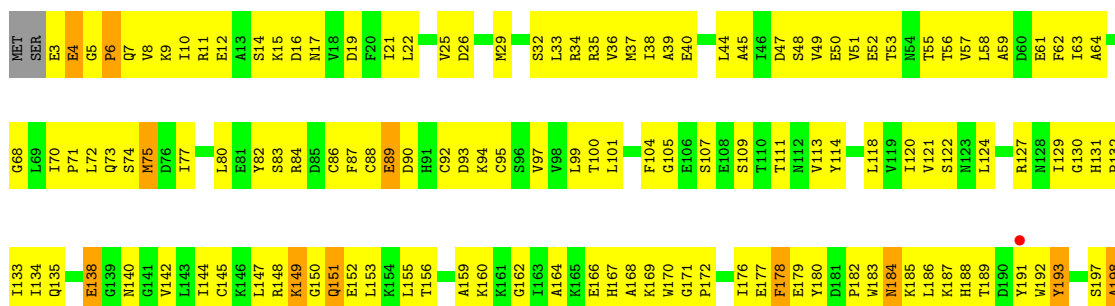 MET SER E3 E4 G5 P6 Q7 V8 K9 I10 R11 E12 A13 S14 K15 D16 N17 V18 D19 F20 I21 L22 V25 D26 M29 S32 L33 R34 R35 V36 M37 I38 A39 E40 L44 A45 I46 D47 S48 V49 E50 V51 E52 T53 N54 T55 T56 V57 L58 A59 D60 E61 F62 I63 A64
G68 L69 I70 P71 L72 Q73 S74 M75 D76 I77 L80 E81 Y82 S83 R84 D85 C86 F87 C88 E89 D90 H91 C92 D93 K94 C95 S96 V97 V98 L99 T100 L101 F104 G105 E106 S107 E108 S109 T110 T111 N112 V113 Y114 L118 V119 I120 V121 S122 N123 L124 R127 N128 I129 G130 H131
I133 I134 Q135 E138 G139 N140 G141 V142 L143 I144 C145 K146 L147 R148 K149 G150 Q151 E152 L153 K154 L155 T156 A159 K160 K161 G162 I163 A164 K165 E166 H167 A168 K169 W170 G171 P172 I176 E177 F178 E179 Y180 D181 P182 W183 N184 K185 L186 K187 H188 T189 D190 Y191 W192 Y193 S197